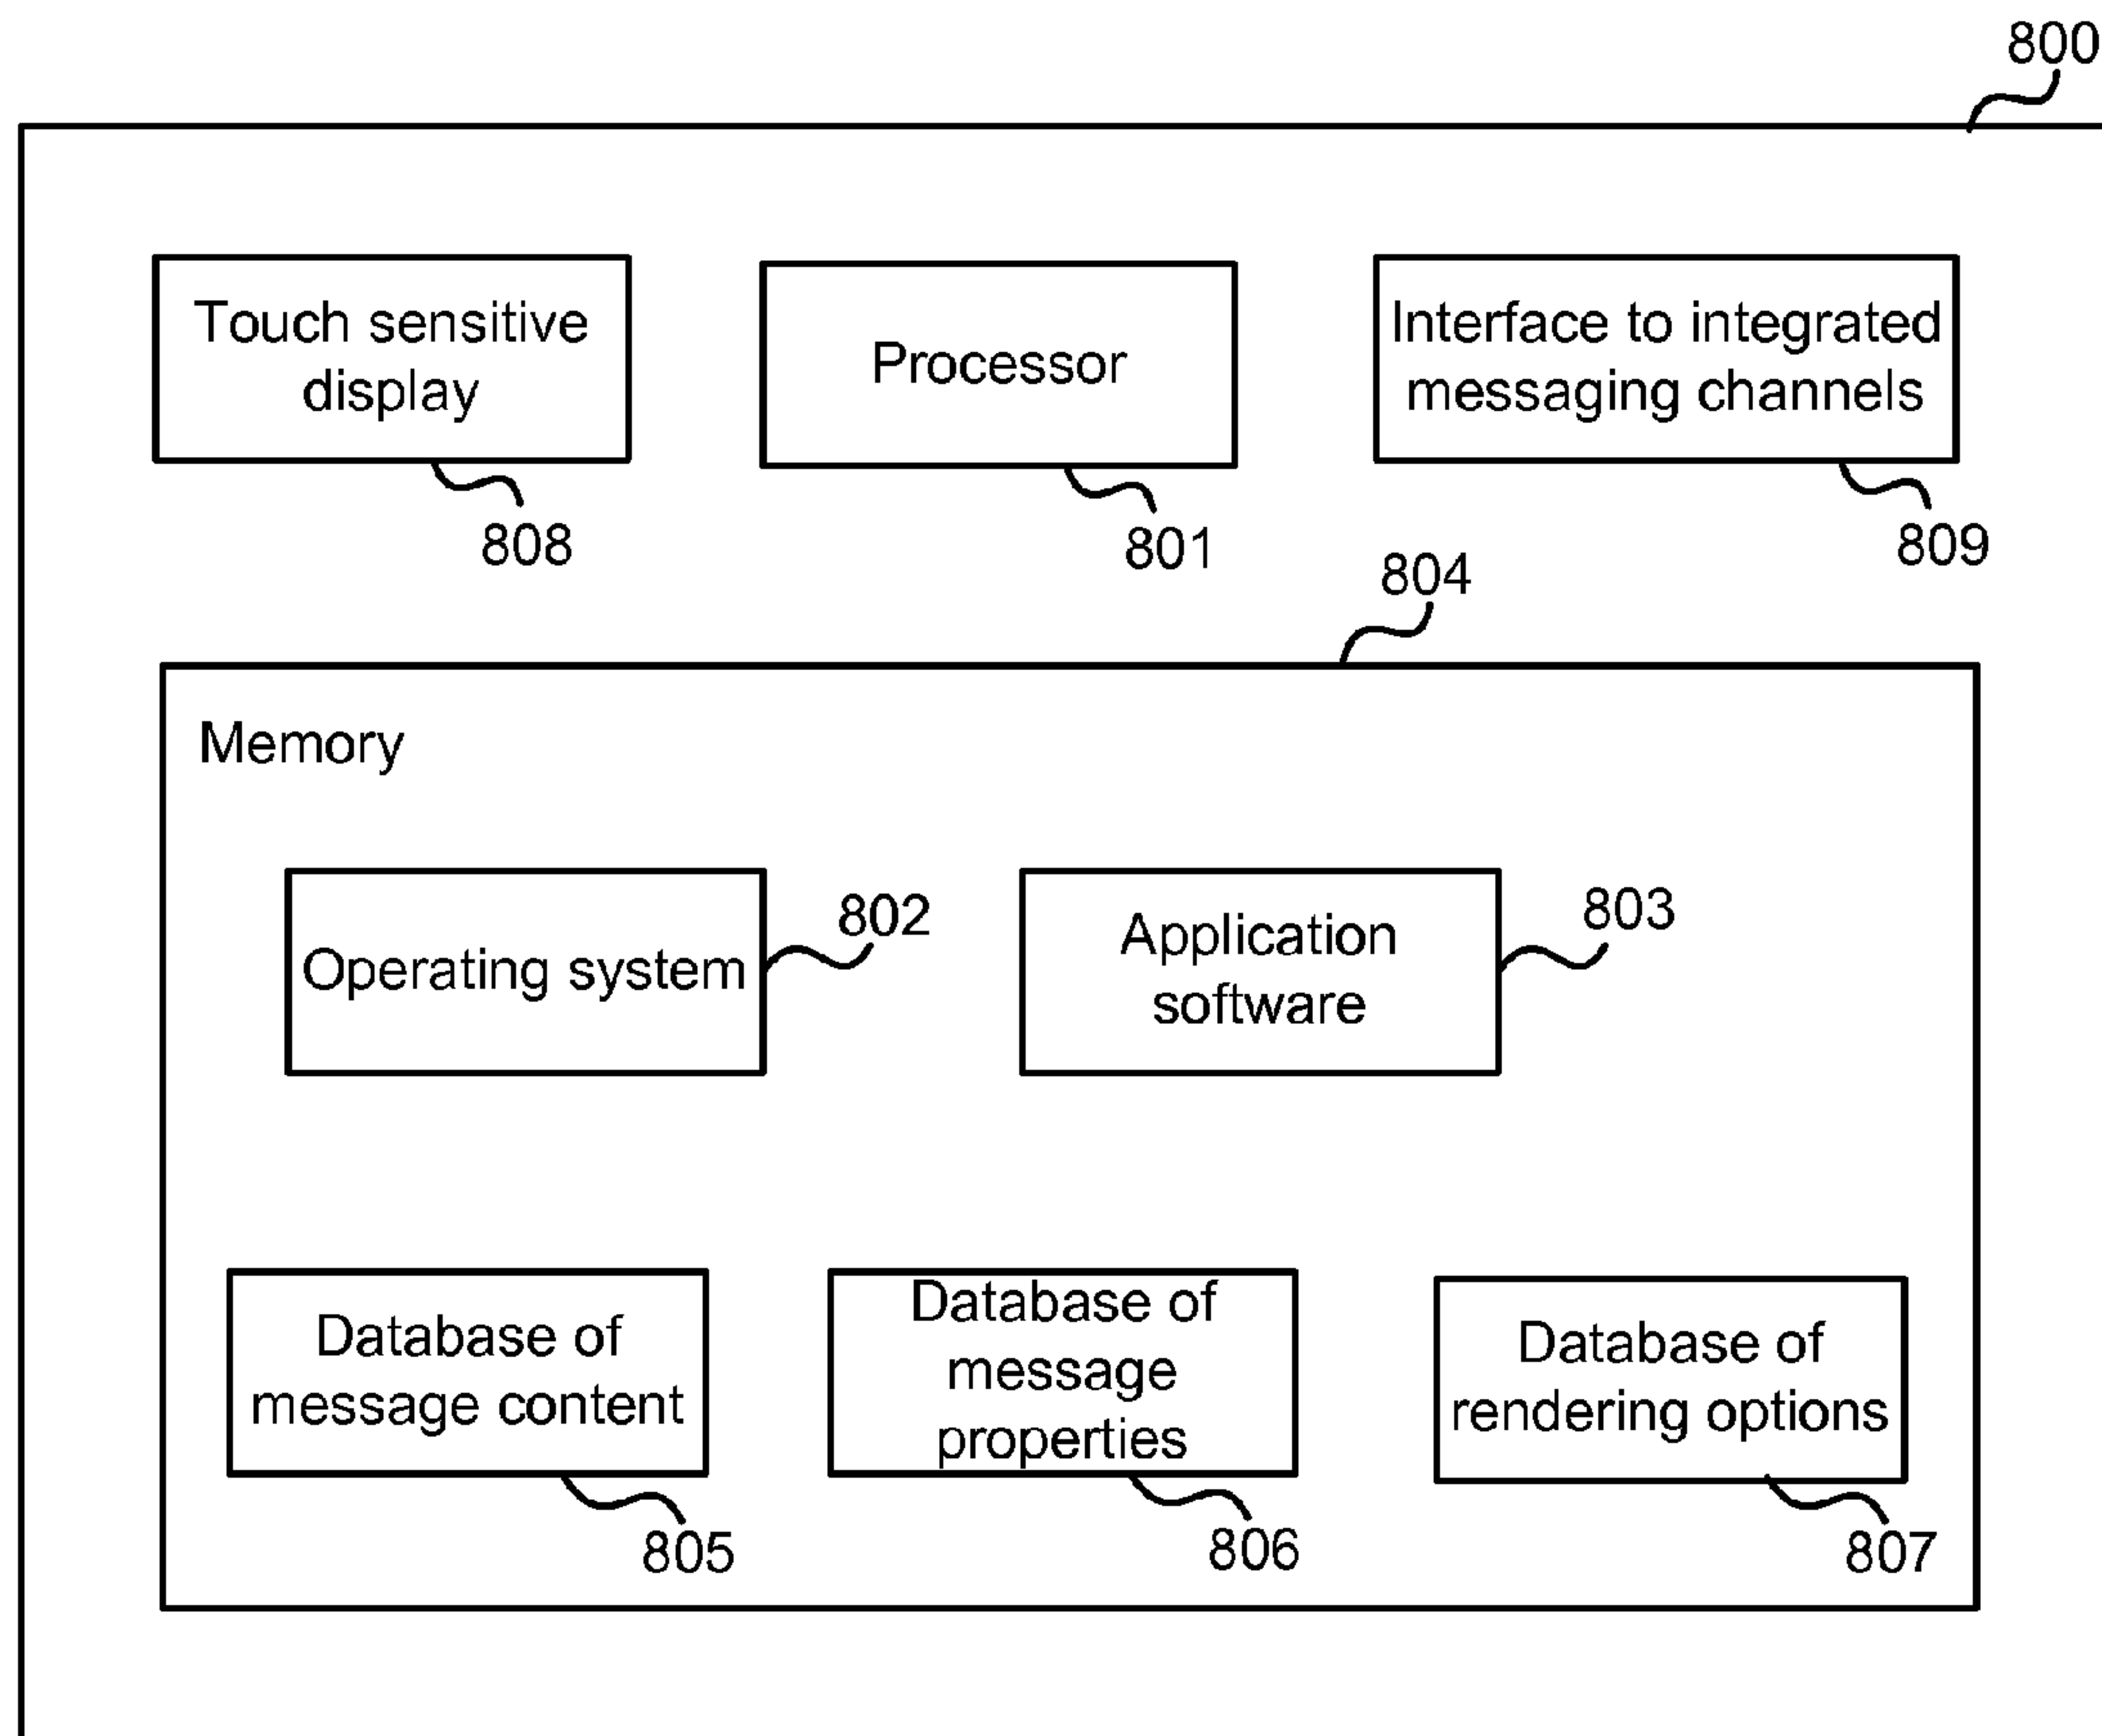 800
Touch sensitive
display
808
Processor
801
Interface to integrated
messaging channels
809
804
Memory
Operating system
802
Application
software
803
Database of
message content
805
Database of
message
properties
806
Database of
rendering options
807